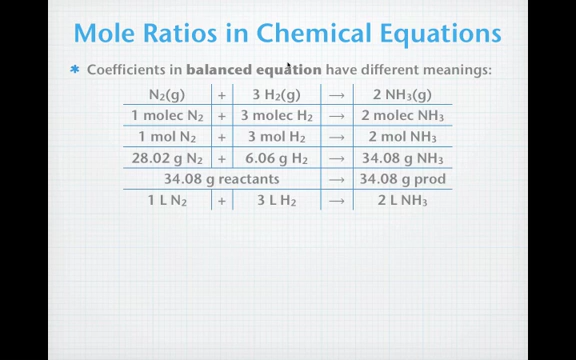 Mole Ratios in Chemical Equations
* Coefficients in balanced equation have different meanings:
N₂(g) + 3 H₂(g) → 2 NH₃(g)
1 molec N₂ + 3 molec H₂ → 2 molec NH₃
1 mol N₂ + 3 mol H₂ → 2 mol NH₃
28.02 g N₂ + 6.06 g H₂ → 34.08 g NH₃
34.08 g reactants → 34.08 g prod
1 L N₂ + 3 L H₂ → 2 L NH₃